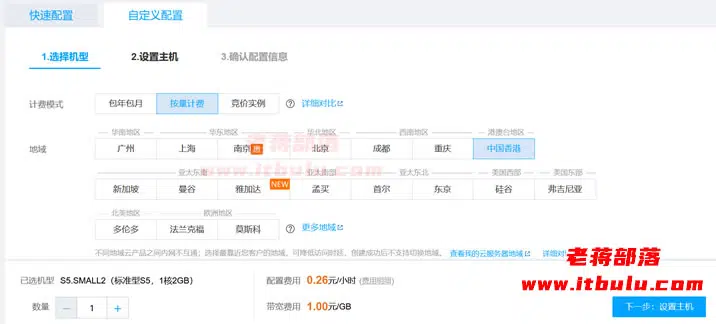 快速配置 自定义配置
1.选择机型 2.设置主机 3.确认配置信息
计费模式 包年包月 按量计费 竞价实例 ? 详细对比
华南地区 华东地区 华北地区 西南地区 港澳台地区
地域 广州 上海 南京 惠 北京 成都 重庆 中国香港
老蒋部落
www.itbulu.com
亚太东南 亚太南部 亚太东北 美国西部 美国东部
新加坡 曼谷 雅加达 NEW 孟买 首尔 东京 硅谷 弗吉尼亚
北美地区 欧洲地区
多伦多 法兰克福 莫斯科 ? 更多地域
不同地域云产品之间内网不互通;选择最靠近您客户的地域,可降低访问时延,创建成功后不支持切换地域。 查看我的云服务器地域 详细对
老蒋部落
www.itbulu.com
已选机型 S5.SMALL2(标准型S5,1核2GB) 配置费用 0.26元/小时 (费用明细)
数量 — 1 + 带宽费用 1.00元/GB 下一步:设置主机